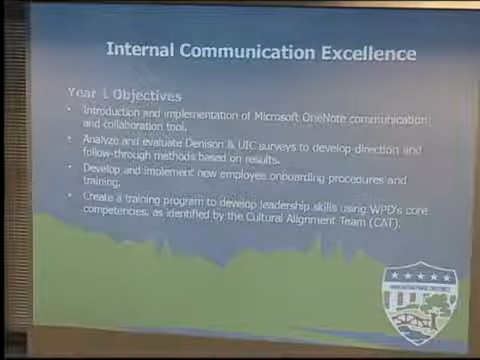 Internal Communication Excellence
Year 1 Objectives
• Introduction and implementation of Microsoft OneNote communication
and collaboration tool.
• Analyze and evaluate Denison & UIC surveys to develop direction and
follow-through methods based on results.
• Develop and implement new employee onboarding procedures and
training.
• Create a training program to develop leadership skills using WPD's core
competencies, as identified by the Cultural Alignment Team (CAT).